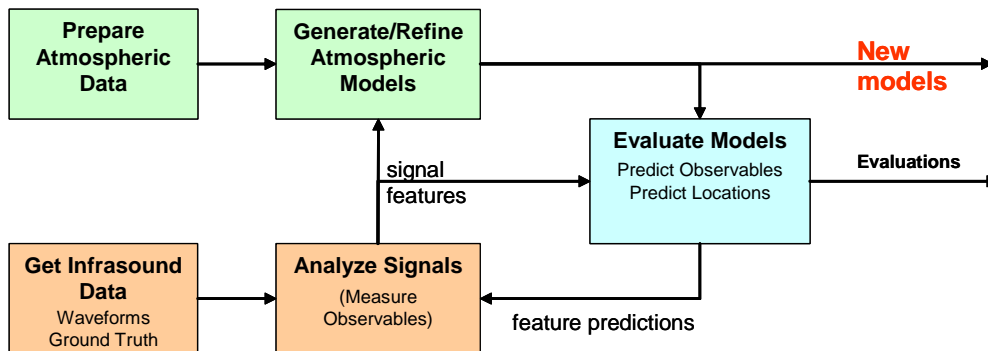 Prepare
Atmospheric
Data
Generate/Refine
Atmospheric
Models
New
models
Evaluate Models
Predict Observables
Predict Locations
Evaluations
signal
features
Get Infrasound
Data
Waveforms
Ground Truth
Analyze Signals
(Measure
Observables)
feature predictions